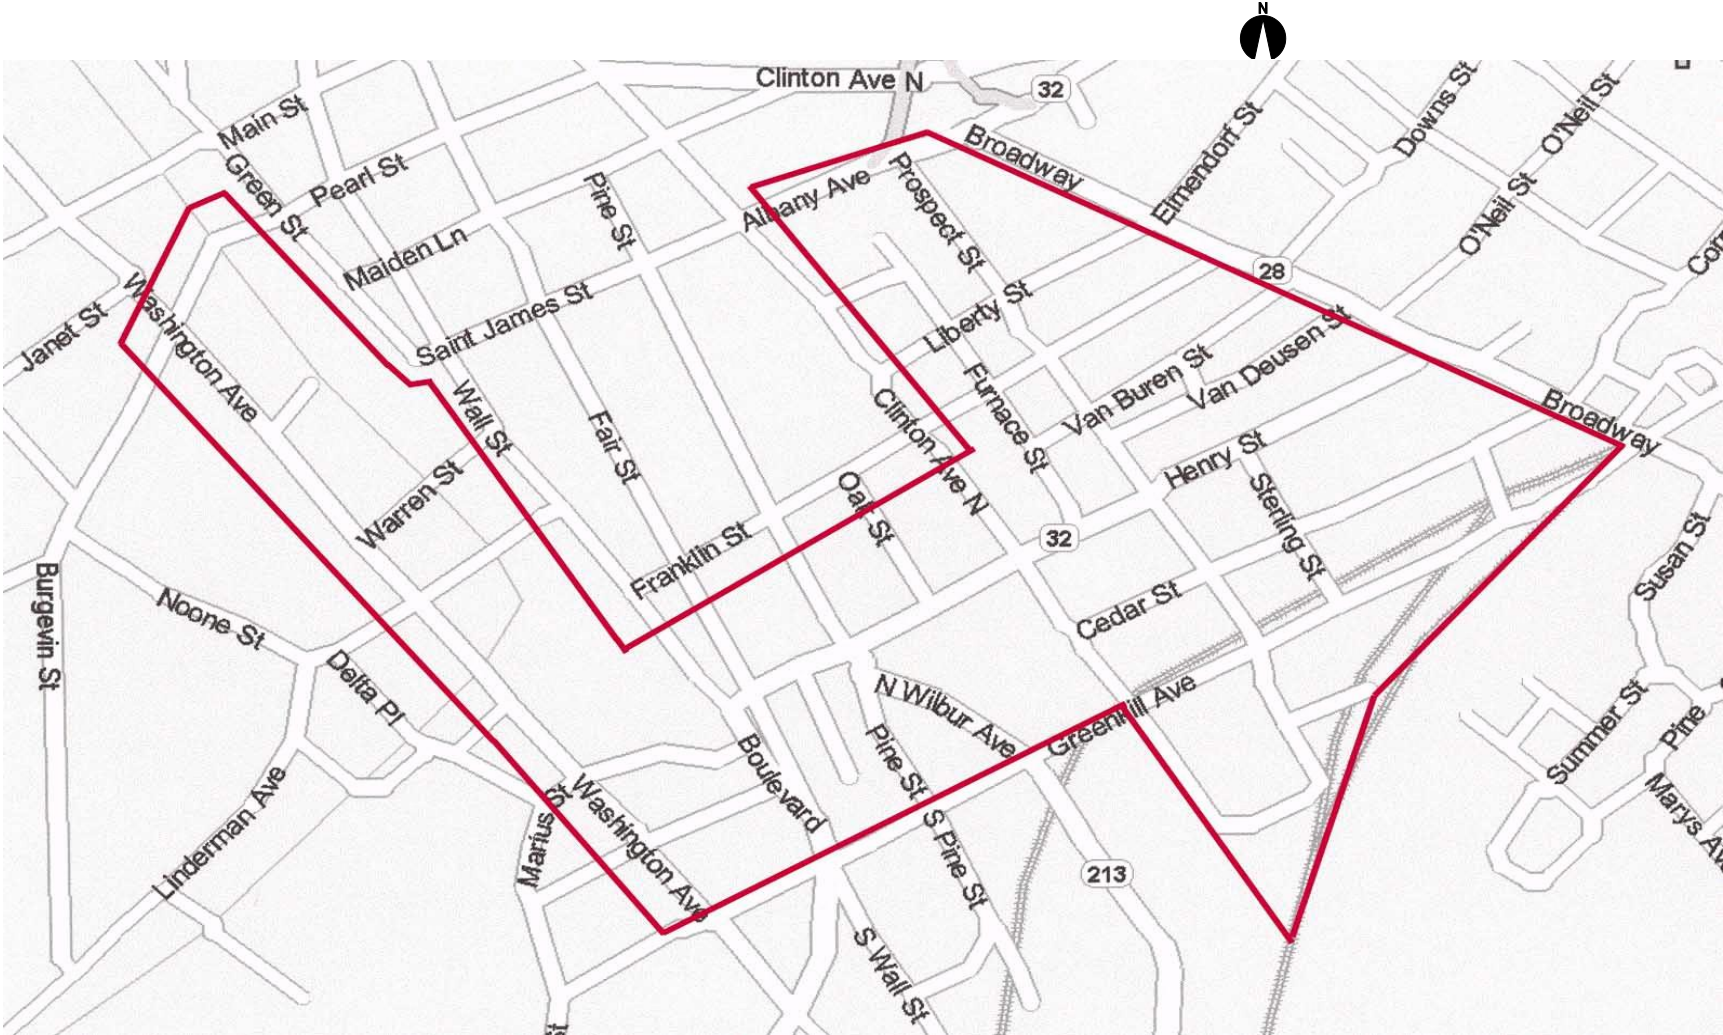 N
Clinton Ave N
32
Main St
Broadway
Elmendorf St
Downs St
O'Neil St
Green St
Pearl St
Pine St
Albany Ave
Prospect St
O'Neil St
Maiden Ln
28
Janet St
Washington Ave
Saint James St
Liberty St
Van Deusen St
Van Buren St
Furnace St
Wall St
Fair St
Clinton Ave N
Broadway
Henry St
Warren St
Oak St
Sterling St
Franklin St
32
Susan St
Burgevin St
Noone St
Cedar St
Delta Pl
N Wilbur Ave
Greenkill Ave
Summer St
Pine
Boulevard
Pine St
Marys Av
Linderman Ave
Marius St
Washington Ave
S Pine St
213
S Wall St